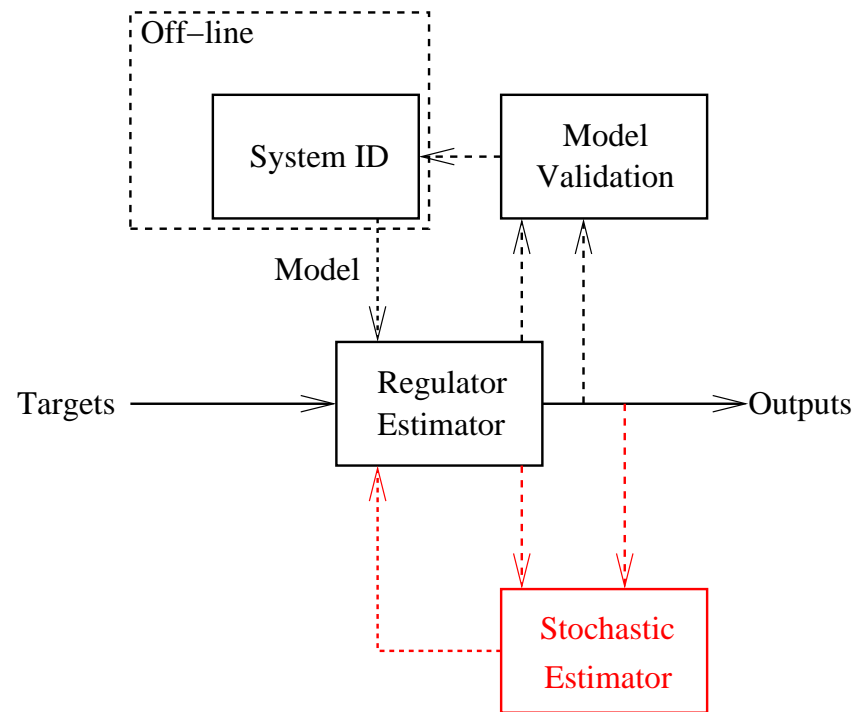 Off−line
System ID
Model
Validation
Model
Targets
Regulator
Estimator
Outputs
Stochastic
Estimator